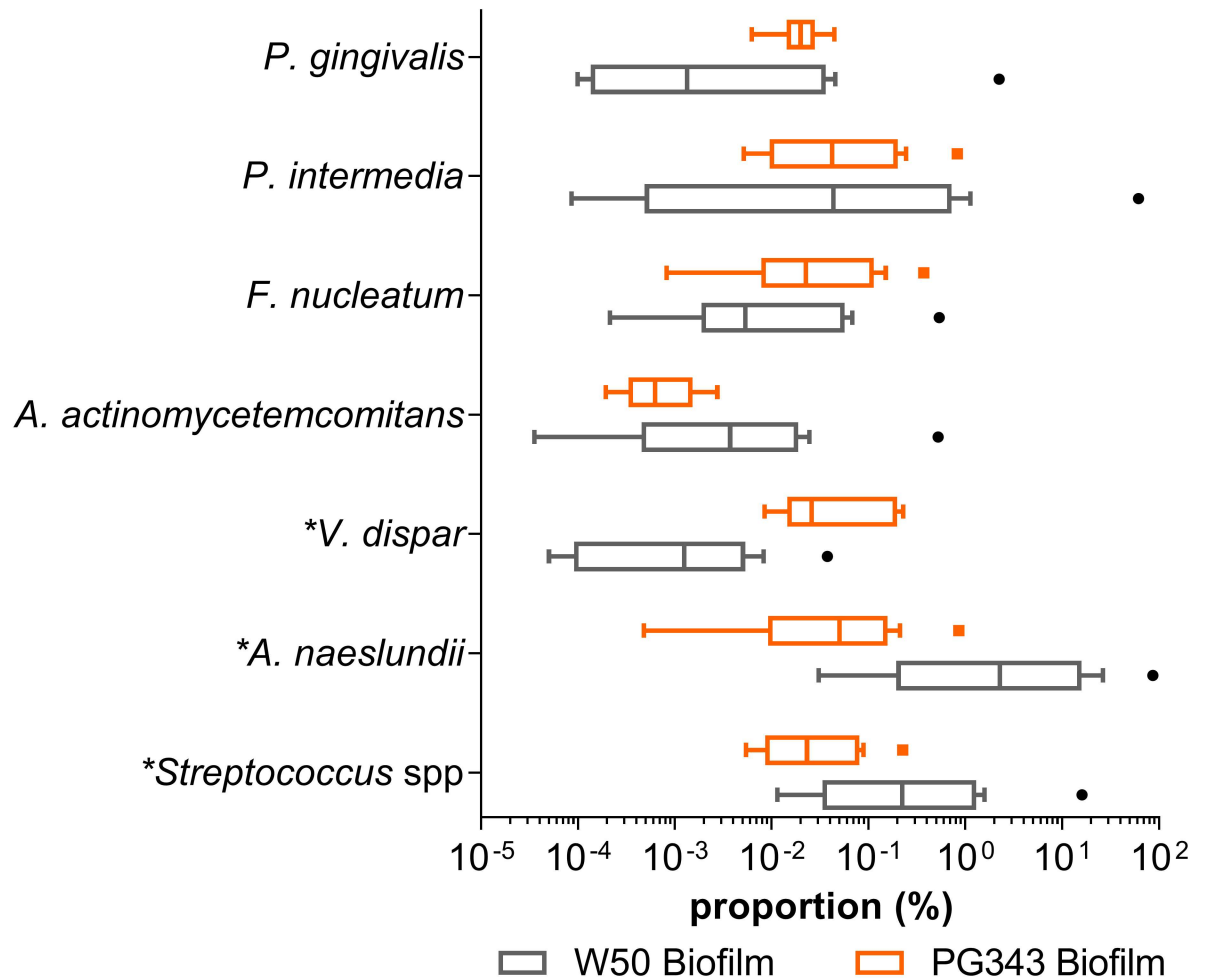 P. gingivalis
P. intermedia
F. nucleatum
A. actinomycetemcomitans
*V. dispar
*A. naeslundii
*Streptococcus spp
10⁻⁵ 10⁻⁴ 10⁻³ 10⁻² 10⁻¹ 10⁰ 10¹ 10²
proportion (%)
W50 Biofilm PG343 Biofilm